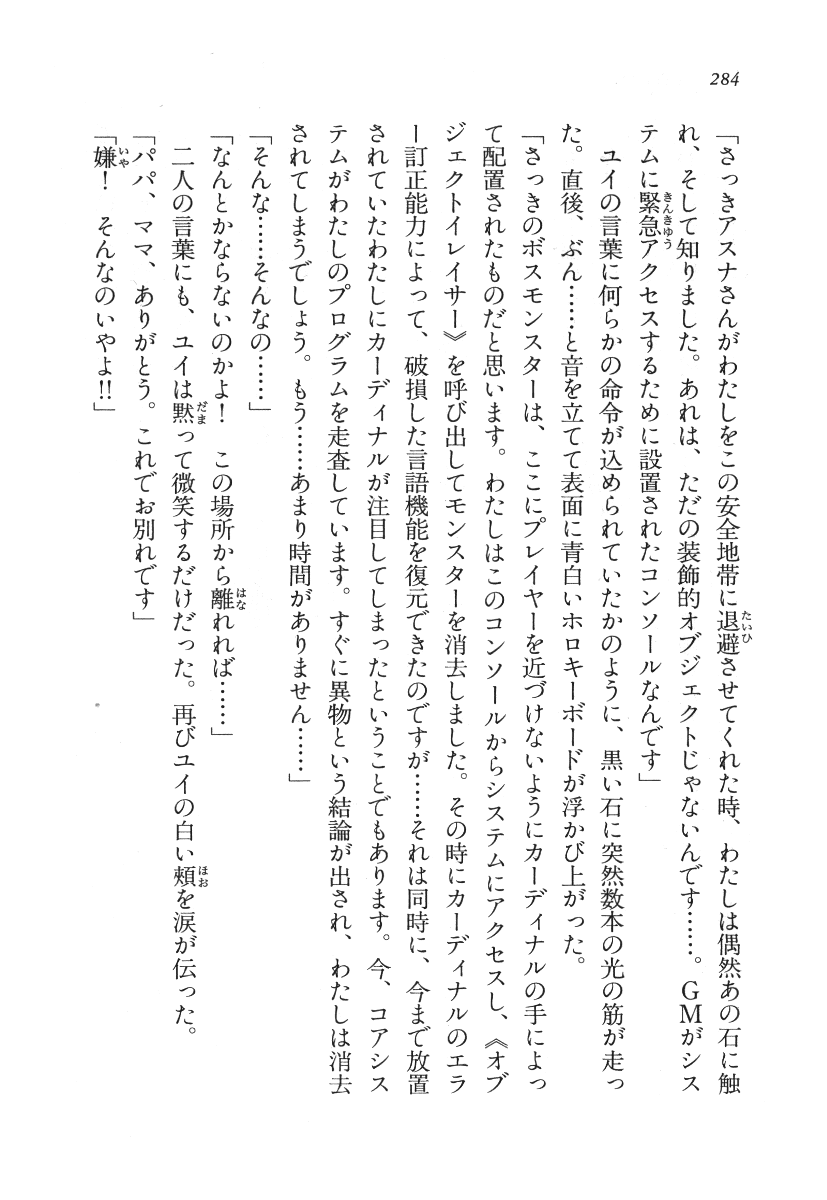 284
「さっきアスナさんがわたしをこの安全地帯に退避させてくれた時、わたしは偶然あの石に触
れ、そして知りました。あれは、ただの装飾的オブジェクトじゃないんです……。ＧＭがシス
テムに緊急アクセスするために設置されたコンソールなんです」
　ユイの言葉に何らかの命令が込められていたかのように、黒い石に突然数本の光の筋が走っ
た。直後、ぶん……と音を立てて表面に青白いホロキーボードが浮かび上がった。
「さっきのボスモンスターは、ここにプレイヤーを近づけないようにカーディナルの手によっ
て配置されたものだと思います。わたしはこのコンソールからシステムにアクセスし、《オブ
ジェクトイレイサー》を呼び出してモンスターを消去しました。その時にカーディナルのエラ
ー訂正能力によって、破損した言語機能を復元できたのですが……それは同時に、今まで放置
されていたわたしにカーディナルが注目してしまったということでもあります。今、コアシス
テムがわたしのプログラムを走査しています。すぐに異物という結論が出され、わたしは消去
されてしまうでしょう。もう……あまり時間がありません……」
「そんな……そんなの……」
「なんとかならないのかよ！　この場所から離れれば……」
　二人の言葉にも、ユイは黙って微笑するだけだった。再びユイの白い頬を涙が伝った。
「パパ、ママ、ありがとう。これでお別れです」
「嫌！　そんなのいやよ!!」